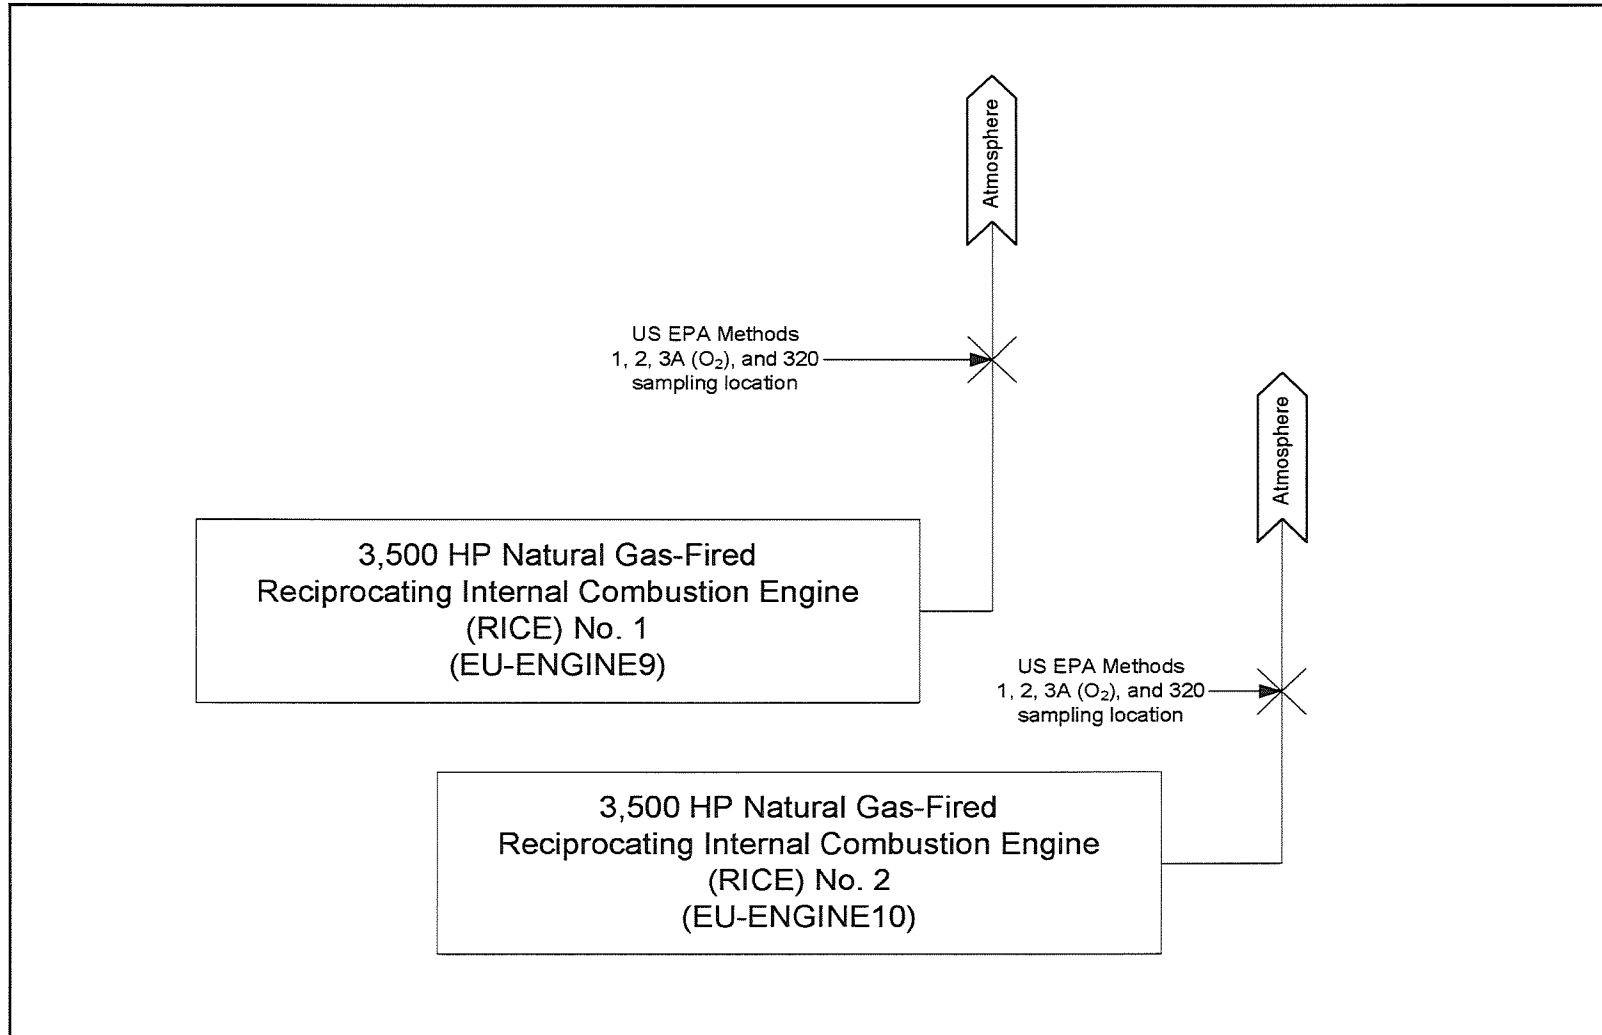 Atmosphere
US EPA Methods
1, 2, 3A (O₂), and 320
sampling location
Atmosphere
3,500 HP Natural Gas-Fired
Reciprocating Internal Combustion Engine
(RICE) No. 1
(EU-ENGINE9)
US EPA Methods
1, 2, 3A (O₂), and 320
sampling location
3,500 HP Natural Gas-Fired
Reciprocating Internal Combustion Engine
(RICE) No. 2
(EU-ENGINE10)